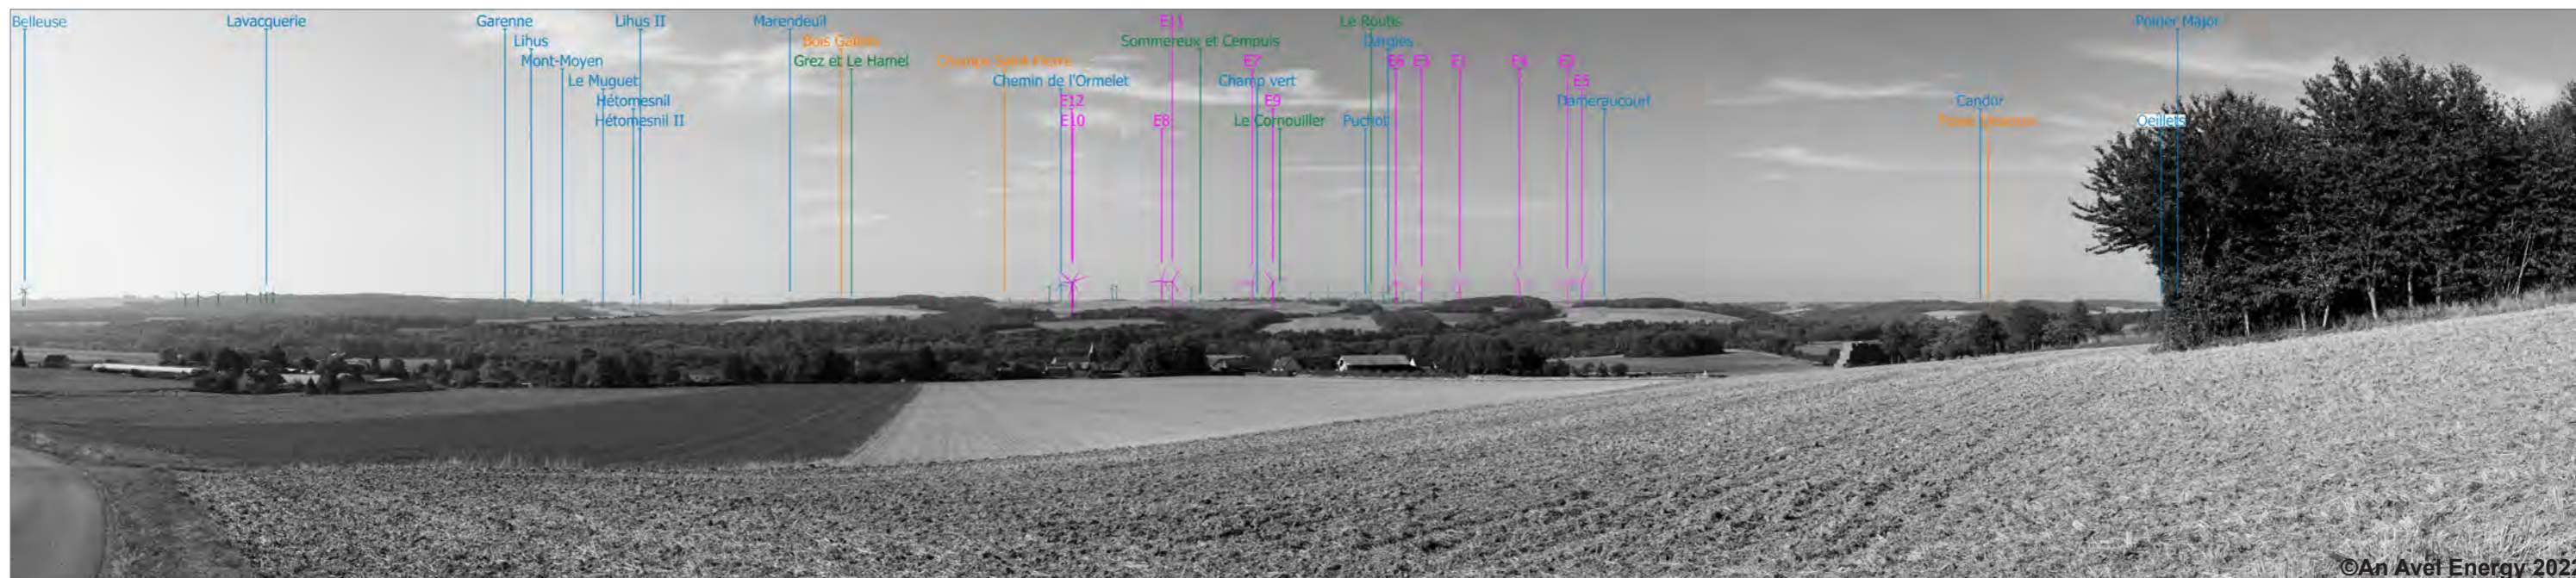 Belleuse
Lavacquerie
Garenne
Lihus II
Marendeuil
E11
Le Routis
Poirier Major
Lihus
Bois Gallets
Sommereux et Cempuis
Dargies
Mont-Moyen
Grez et Le Hamel
Champs Saint-Pierre
E7
E6
E3
E1
E4
E2
Le Muguet
Chemin de l'Ormelet
Champ vert
E5
Hétomesnil
E12
E9
Dameraucourt
Candor
Hétomesnil II
E10
E8
Le Cornouiller
Puchot
Oeillets
©An Avel Energy 2022